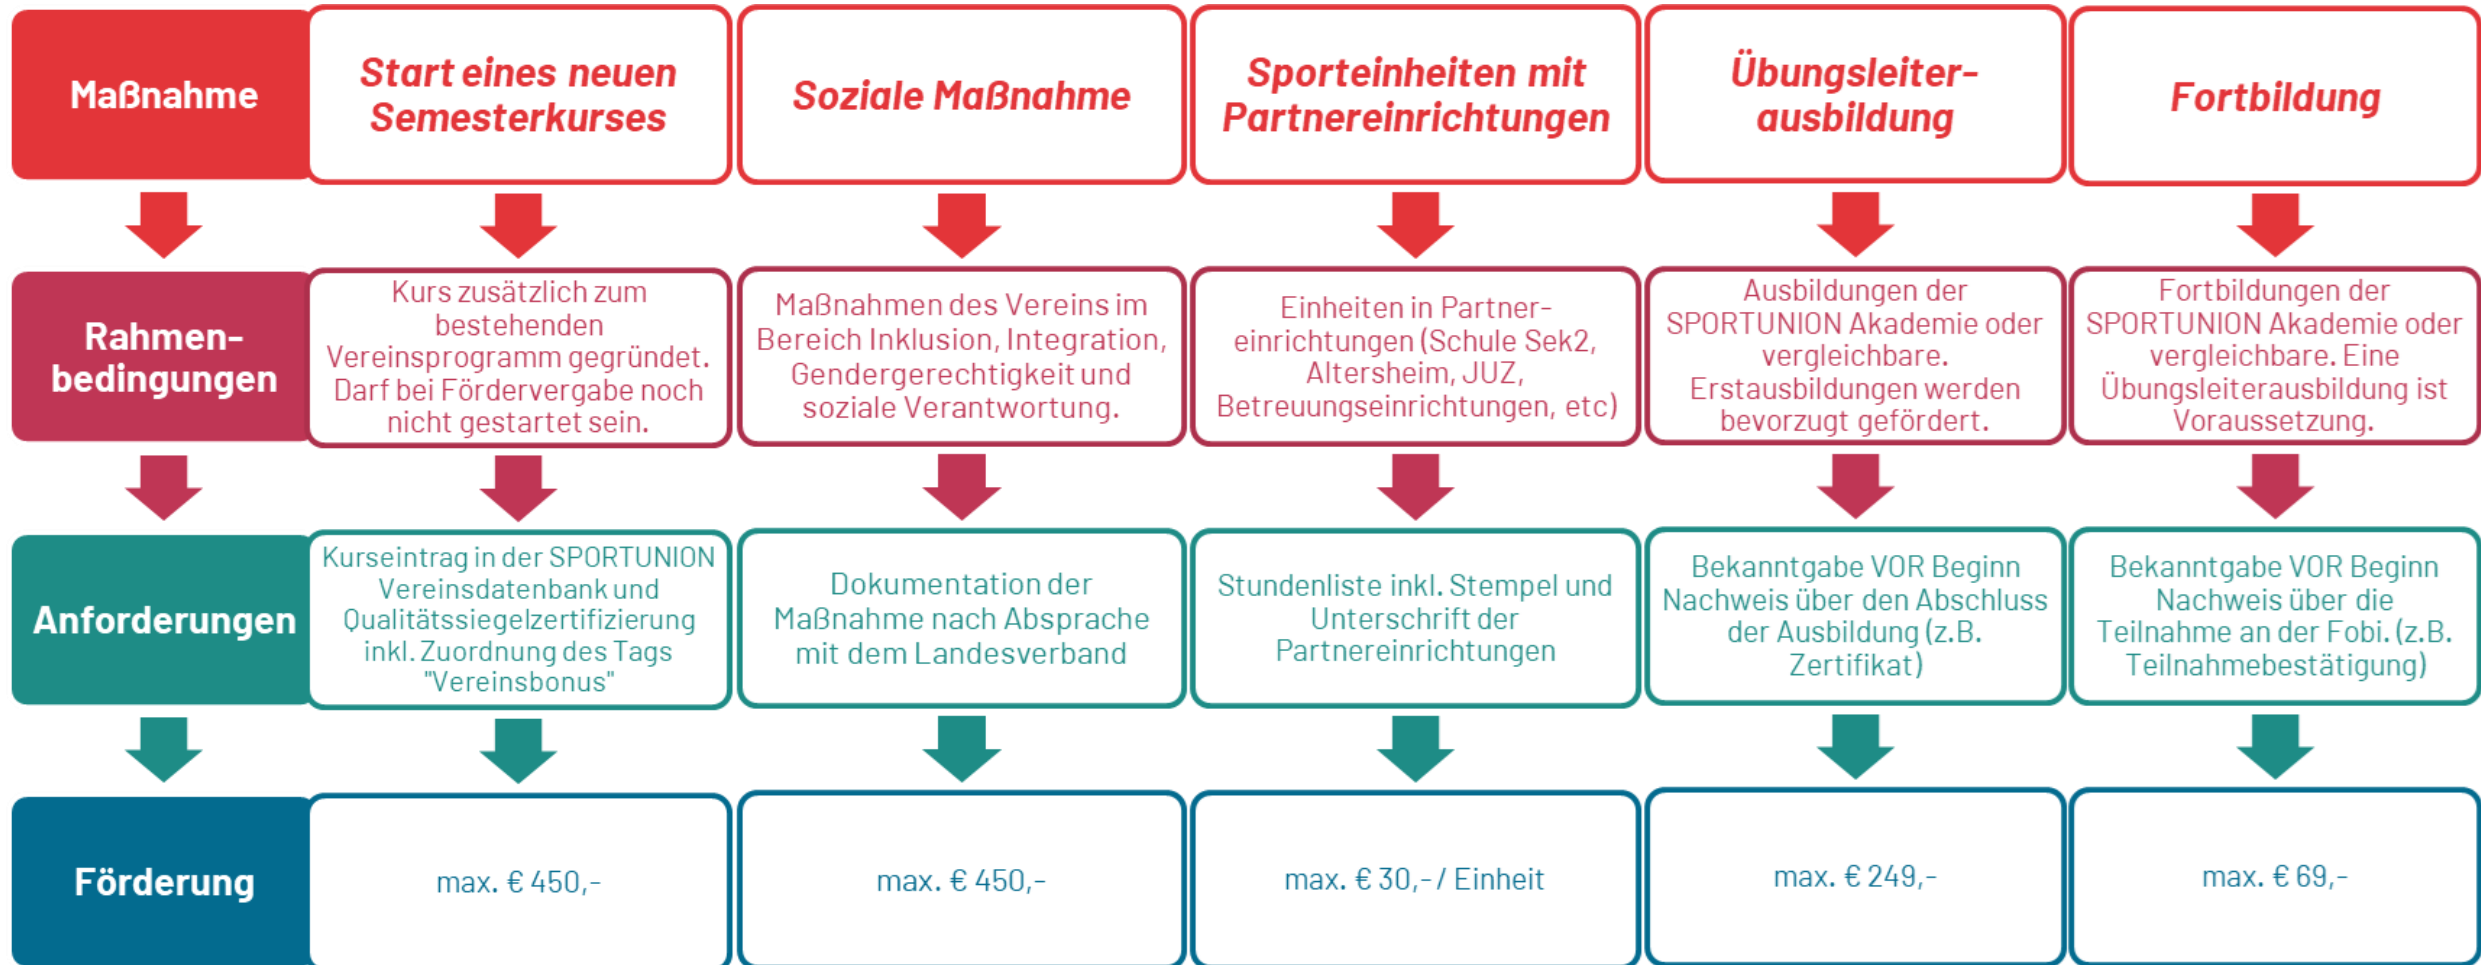 Maßnahme
Start eines neuen
Semesterkurses
Soziale Maßnahme
Sporteinheiten mit
Partnereinrichtungen
Übungsleiter-
ausbildung
Fortbildung
Rahmen-
bedingungen
Kurs zusätzlich zum
bestehenden
Vereinsprogramm gegründet.
Darf bei Fördervergabe noch
nicht gestartet sein.
Maßnahmen des Vereins im
Bereich Inklusion, Integration,
Gendergerechtigkeit und
soziale Verantwortung.
Einheiten in Partner-
einrichtungen (Schule Sek2,
Altersheim, JUZ,
Betreuungseinrichtungen, etc)
Ausbildungen der
SPORTUNION Akademie oder
vergleichbare.
Erstausbildungen werden
bevorzugt gefördert.
Fortbildungen der
SPORTUNION Akademie oder
vergleichbare. Eine
Übungsleiterausbildung ist
Voraussetzung.
Anforderungen
Kurseintrag in der SPORTUNION
Vereinsdatenbank und
Qualitätssiegelzertifizierung
inkl. Zuordnung des Tags
"Vereinsbonus"
Dokumentation der
Maßnahme nach Absprache
mit dem Landesverband
Stundenliste inkl. Stempel und
Unterschrift der
Partnereinrichtungen
Bekanntgabe VOR Beginn
Nachweis über den Abschluss
der Ausbildung (z.B.
Zertifikat)
Bekanntgabe VOR Beginn
Nachweis über die
Teilnahme an der Fobi. (z.B.
Teilnahmebestätigung)
Förderung
max. € 450,-
max. € 450,-
max. € 30,- / Einheit
max. € 249,-
max. € 69,-